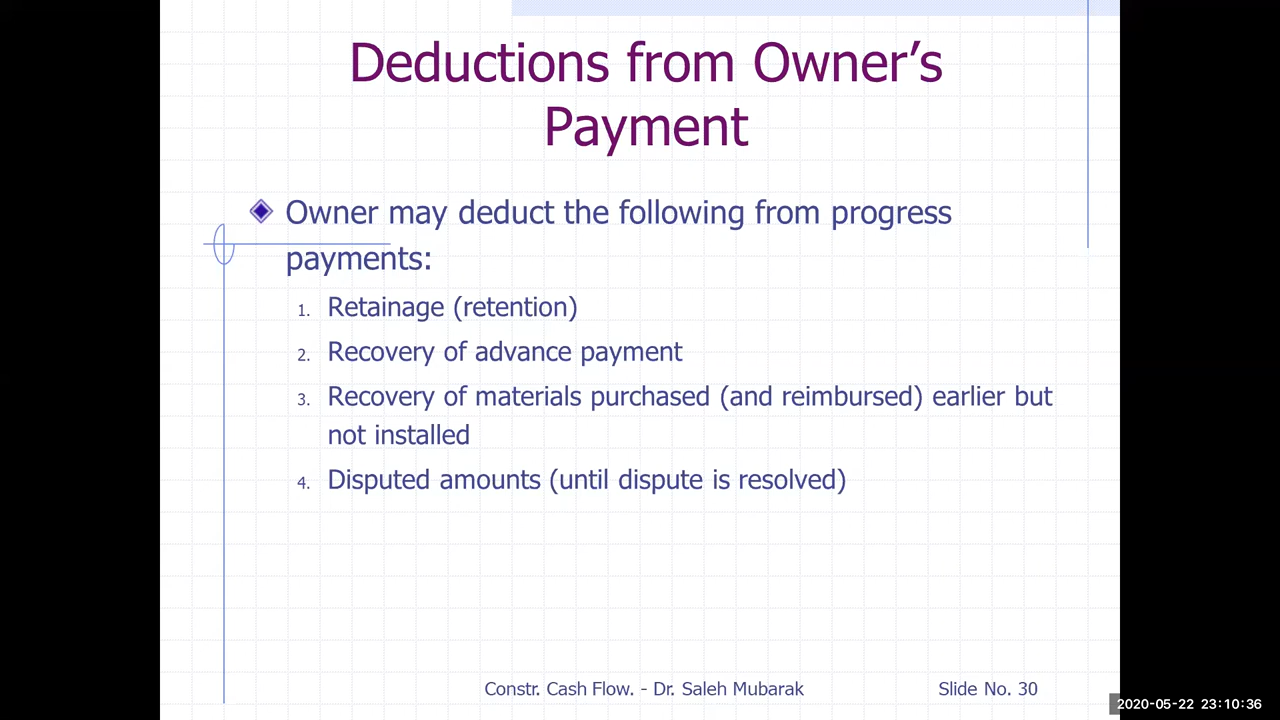 Deductions from Owner’s
Payment
Owner may deduct the following from progress
payments:
1. Retainage (retention)
2. Recovery of advance payment
3. Recovery of materials purchased (and reimbursed) earlier but
not installed
4. Disputed amounts (until dispute is resolved)
Constr. Cash Flow. - Dr. Saleh Mubarak
Slide No. 30
2020-05-22 23:10:36